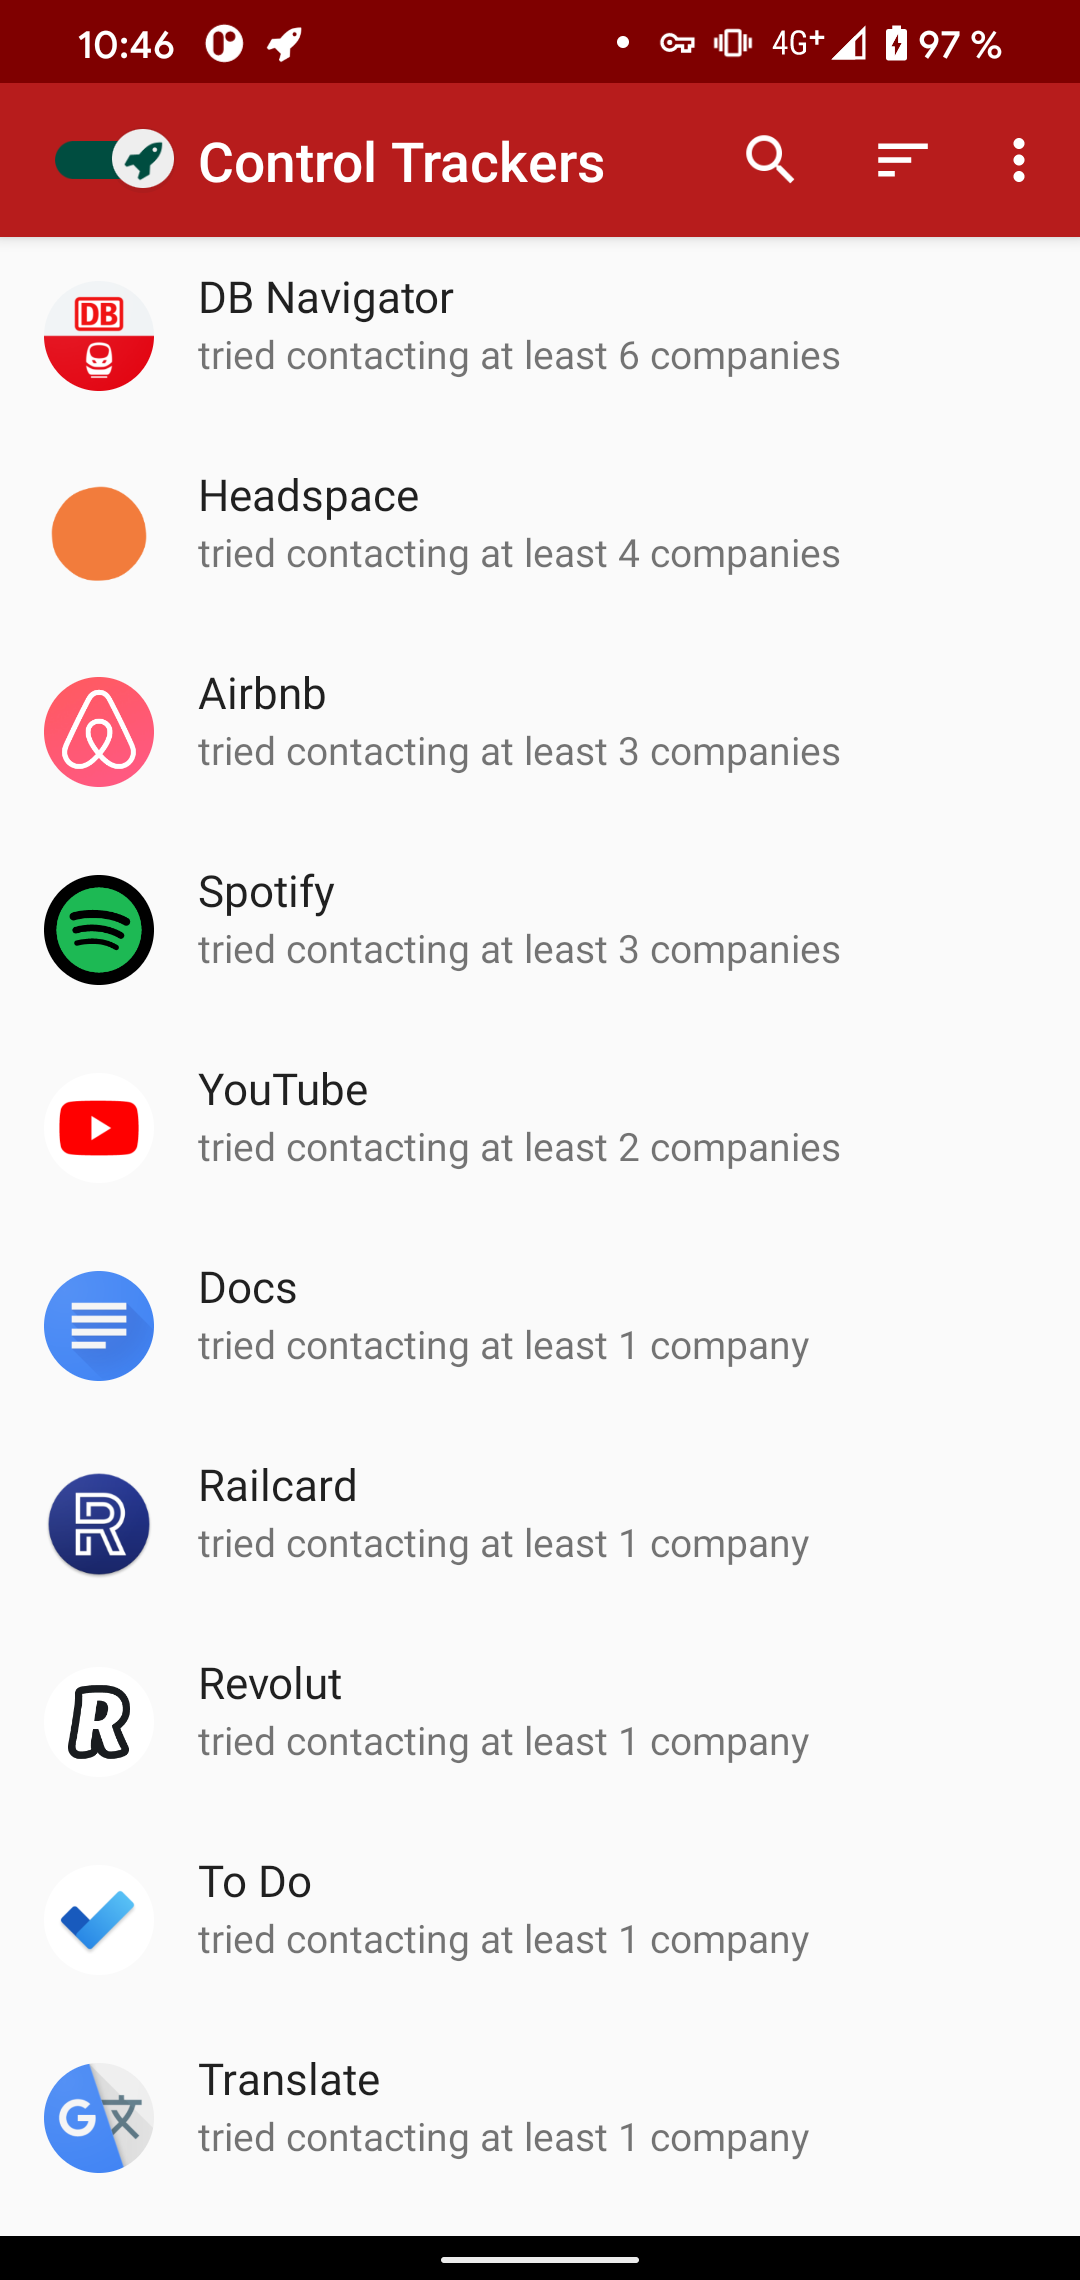 10:46 4G+ 97 %
Control Trackers
DB
DB Navigator
tried contacting at least 6 companies
Headspace
tried contacting at least 4 companies
Airbnb
tried contacting at least 3 companies
Spotify
tried contacting at least 3 companies
YouTube
tried contacting at least 2 companies
Docs
tried contacting at least 1 company
R
Railcard
tried contacting at least 1 company
R
Revolut
tried contacting at least 1 company
To Do
tried contacting at least 1 company
G文
Translate
tried contacting at least 1 company